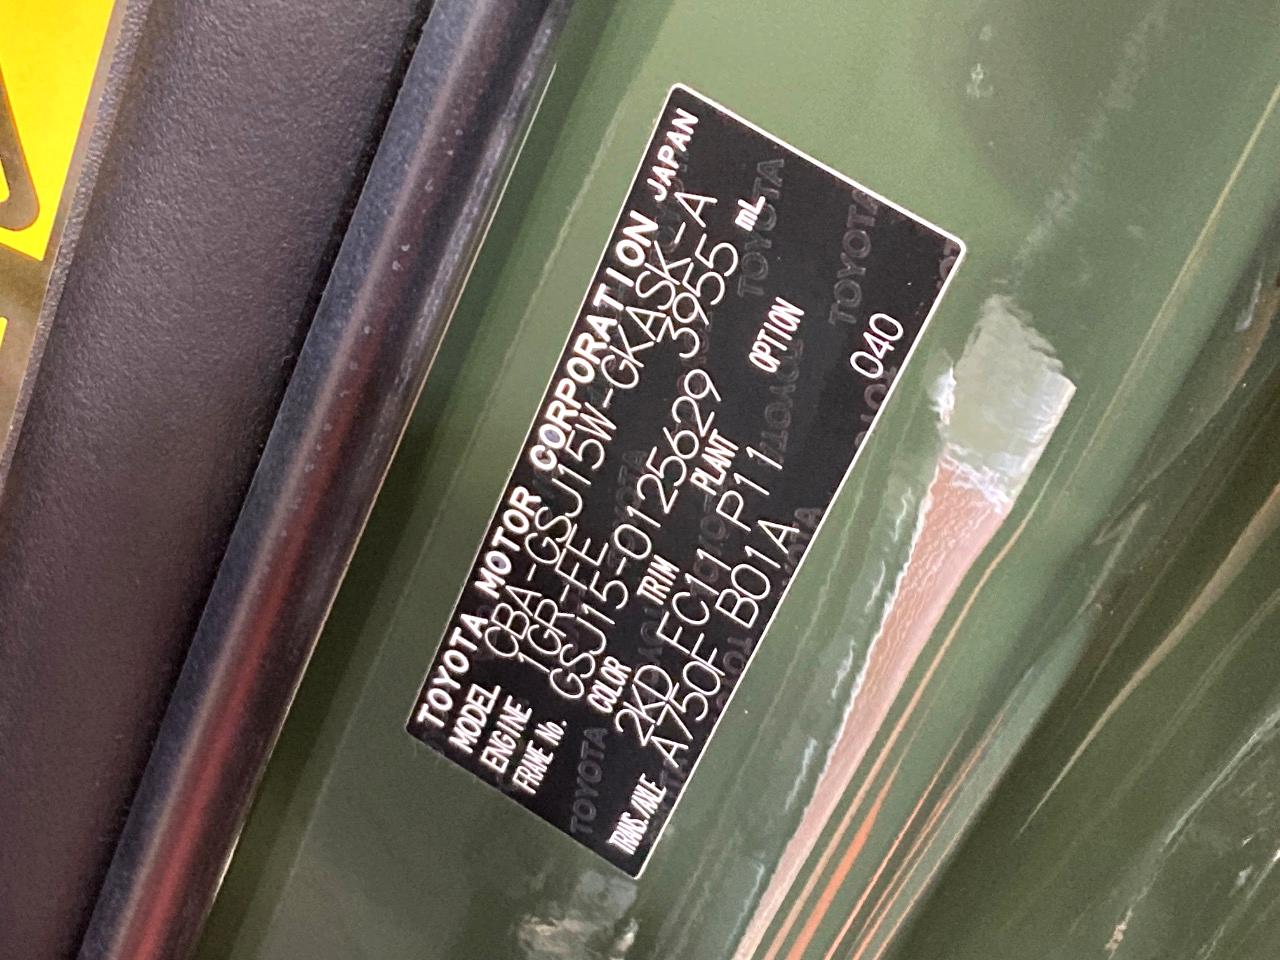 TOYOTA MOTOR CORPORATION JAPAN
MODEL CBA-GSJ15W-GKASK-A
ENGINE 1GR-FE 3955 mL
FRAME No. GSJ15-0125629
COLOR TRIM PLANT OPTION
2KD FC11 P11
TRANS./AXLE A750F B01A 040